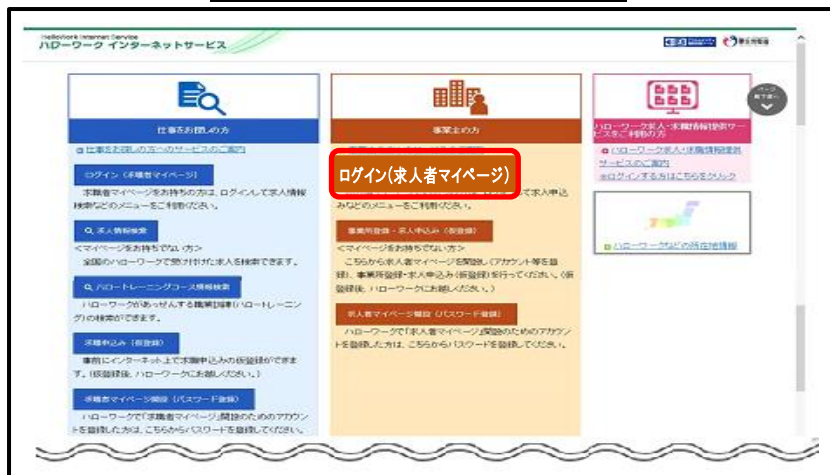 HelloWork Internet Service
ハローワーク インターネットサービス
厚生労働省
仕事をお探しの方
仕事をお探しの方へのサービスのご案内
ログイン（求職者マイページ）
求職者マイページをお持ちの方は、ログインして求人情報
検索などのメニューをご利用ください。
求人情報検索
<マイページをお持ちでない方>
全国のハローワークで受け付けた求人を検索できます。
ハロートレーニングコース情報検索
ハローワークがあっせんする職業訓練(ハロートレーニン
グ)の検索ができます。
求職申込み（仮登録）
事前にインターネット上で求職申込みの仮登録ができま
す。（仮登録後、ハローワークにお越しください。）
求職者マイページ開設（パスワード登録）
ハローワークで「求職者マイページ」開設のためのアカウン
トを登録した方は、こちらからパスワードを登録してください。
事業主の方
ログイン(求人者マイページ)
して求人申込
みなどのメニューをご利用ください。
事業所登録・求人申込み（仮登録）
<マイページをお持ちでない方>
こちらから求人者マイページを開設し（アカウント等を登
録）、事業所登録・求人申込み（仮登録）を行ってください。（仮
登録後、ハローワークにお越しください。）
求人者マイページ開設（パスワード登録）
ハローワークで「求人者マイページ」開設のためのアカウン
トを登録した方は、こちらからパスワードを登録してください。
ハローワーク求人・求職情報提供サー
ビスをご利用の方
ハローワーク求人・求職情報提供
サービスのご案内
※ログインする方はこちらをクリック
ハローワークなどの所在地情報
ページ